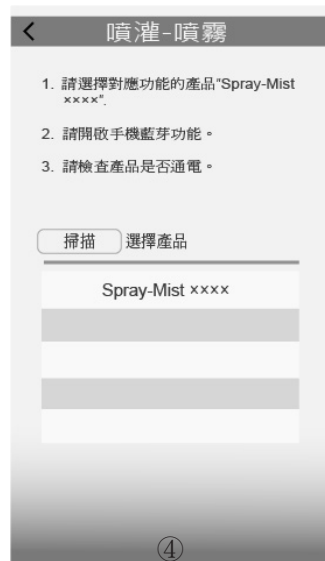 噴灌-噴霧
1. 請選擇對應功能的產品"Spray-Mist
××××".
2. 請開啟手機藍芽功能。
3. 請檢查產品是否通電。
掃描 選擇產品
Spray-Mist ××××
④